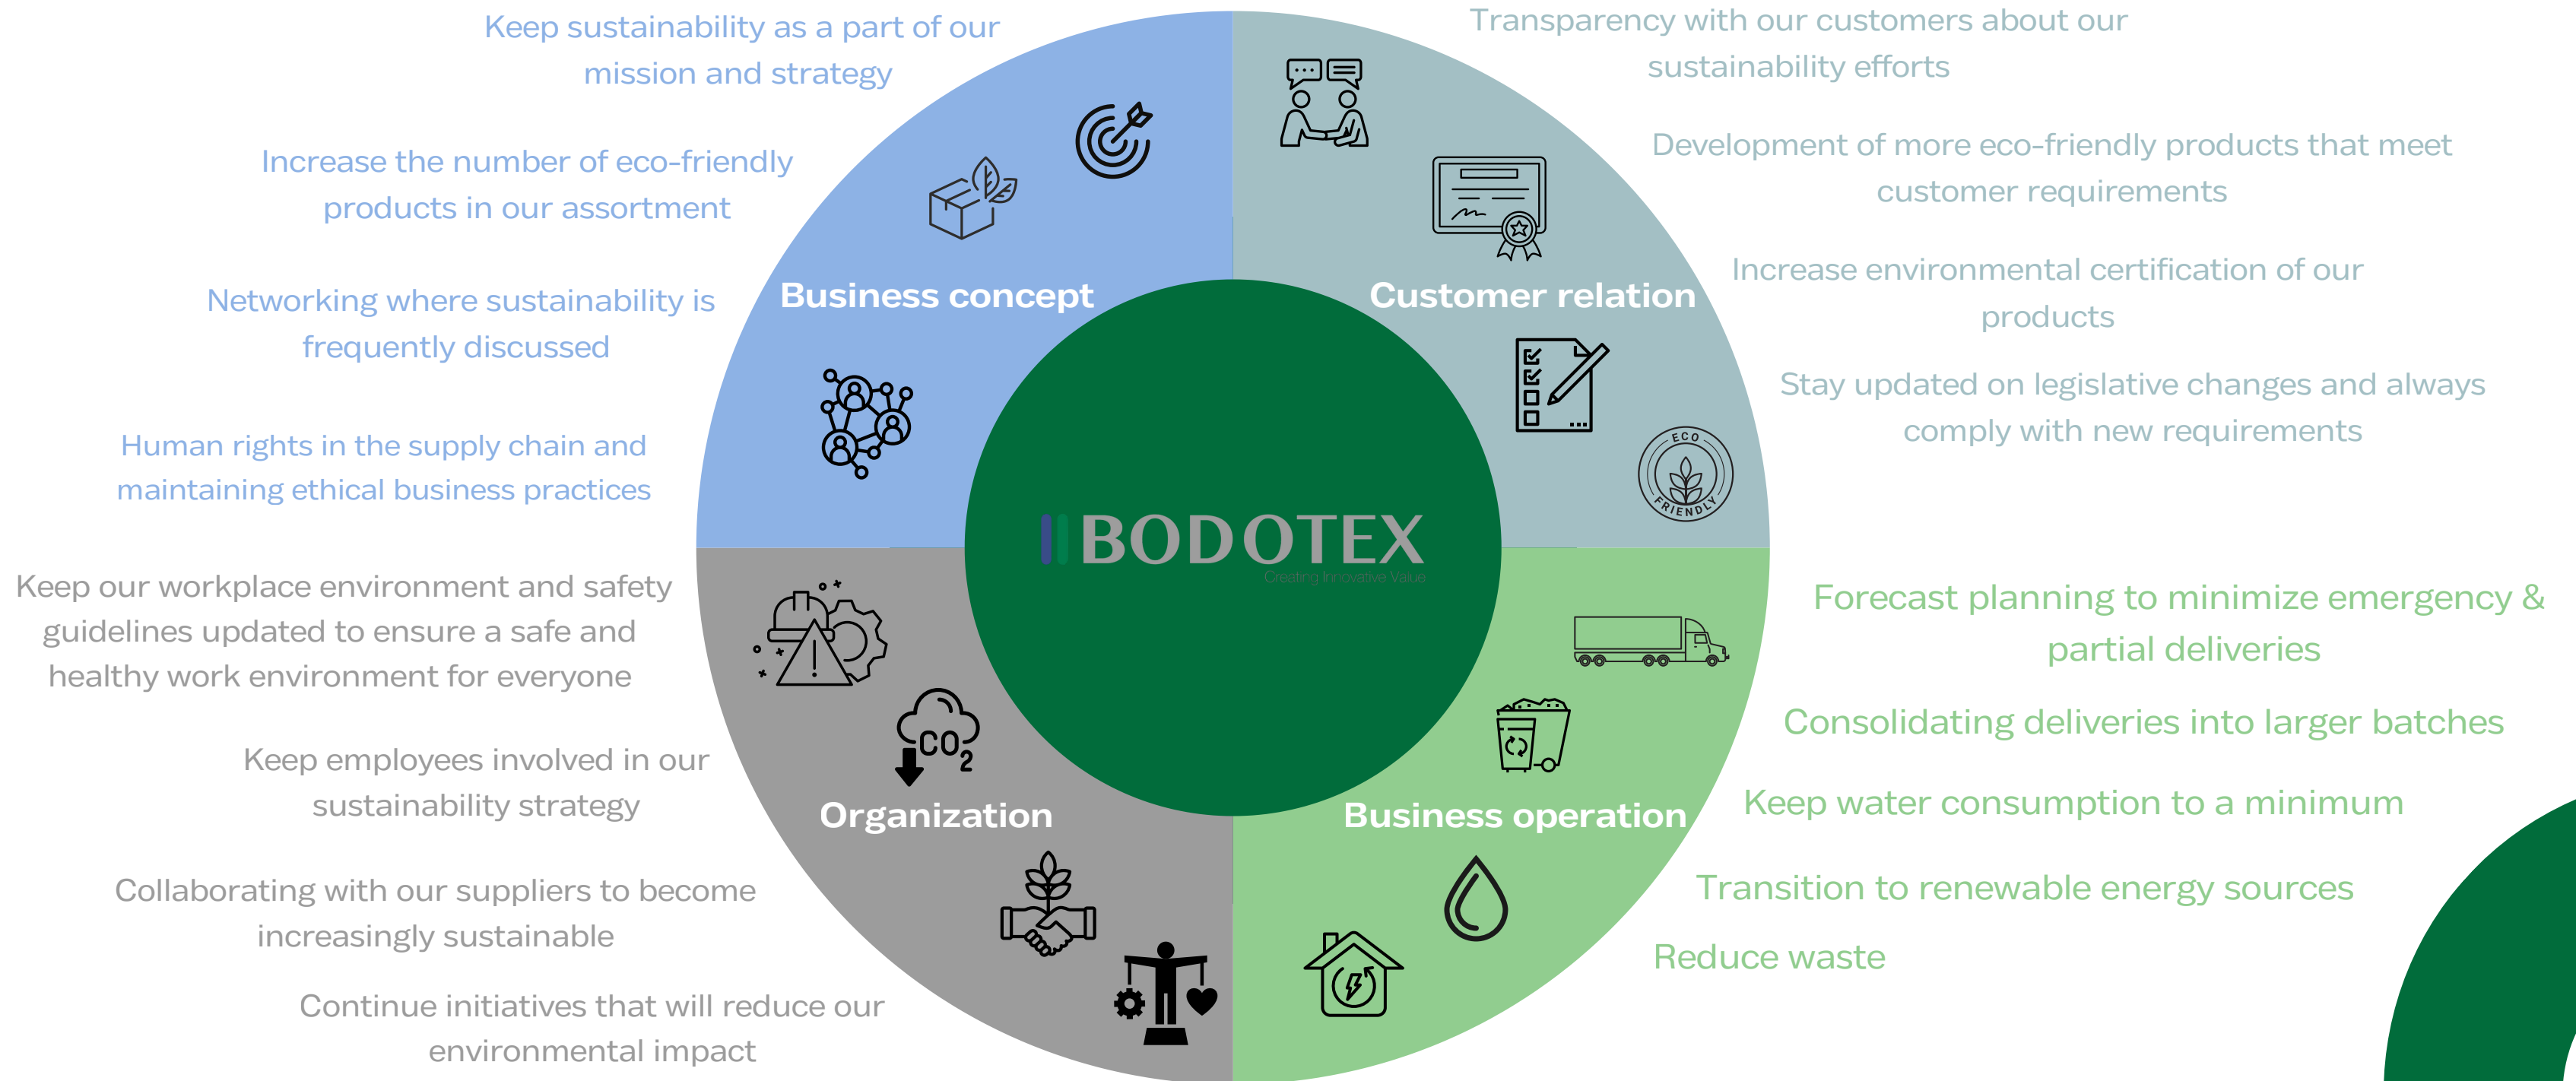 Keep sustainability as a part of our
mission and strategy
Increase the number of eco-friendly
products in our assortment
Networking where sustainability is
frequently discussed
Human rights in the supply chain and
maintaining ethical business practices
Business concept
Transparency with our customers about our
sustainability efforts
Development of more eco-friendly products that meet
customer requirements
Increase environmental certification of our
products
Stay updated on legislative changes and always
comply with new requirements
Customer relation
ECO
FRIENDLY
BODOTEX
Creating Innovative Value
Keep our workplace environment and safety
guidelines updated to ensure a safe and
healthy work environment for everyone
Keep employees involved in our
sustainability strategy
Collaborating with our suppliers to become
increasingly sustainable
Continue initiatives that will reduce our
environmental impact
CO2
Organization
Forecast planning to minimize emergency &
partial deliveries
Consolidating deliveries into larger batches
Keep water consumption to a minimum
Transition to renewable energy sources
Reduce waste
Business operation